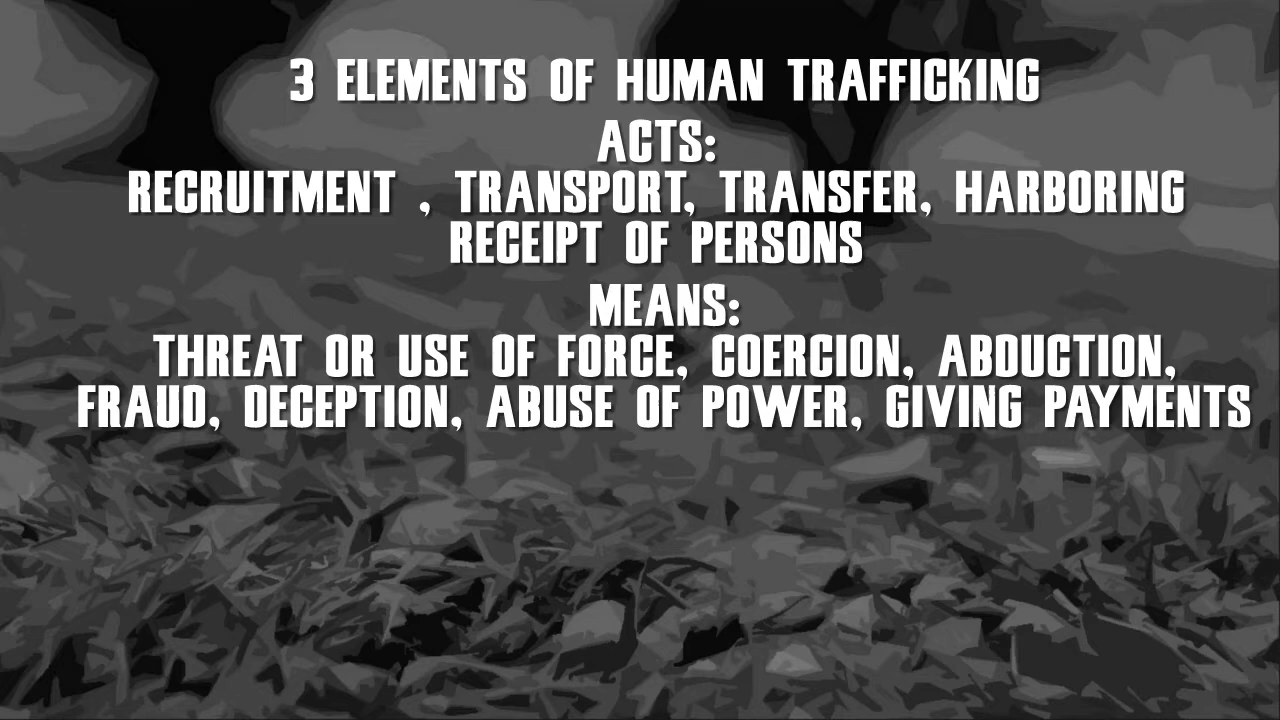 3 ELEMENTS OF HUMAN TRAFFICKING
ACTS:
RECRUITMENT , TRANSPORT, TRANSFER, HARBORING
RECEIPT OF PERSONS
MEANS:
THREAT OR USE OF FORCE, COERCION, ABDUCTION,
FRAUD, DECEPTION, ABUSE OF POWER, GIVING PAYMENTS